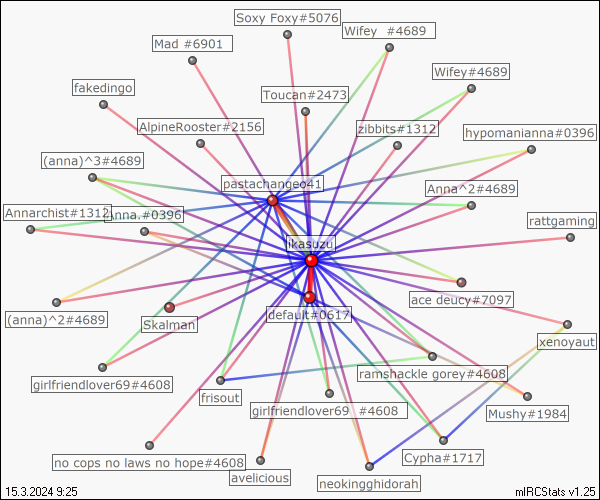 Soxy Foxy#5076
Wifey  #4689
Mad #6901
Wifey#4689
fakedingo
Toucan#2473
AlpineRooster#2156
zibbits#1312
hypomanianna#0396
(anna)^3#4689
pastachangeo41
Anna^2#4689
Annarchist#1312
Anna.#0396
rattgaming
likasuzu
ace deucy#7097
default#0617
(anna)^2#4689
Skalman
xenoyaut
ramshackle gorey#4608
girlfriendlover69#4608
frisout
girlfriendlover69  #4608
Mushy#1984
no cops no laws no hope#4608
Cypha#1717
avelicious
neokingghidorah
15.3.2024 9:25
mIRCStats v1.25